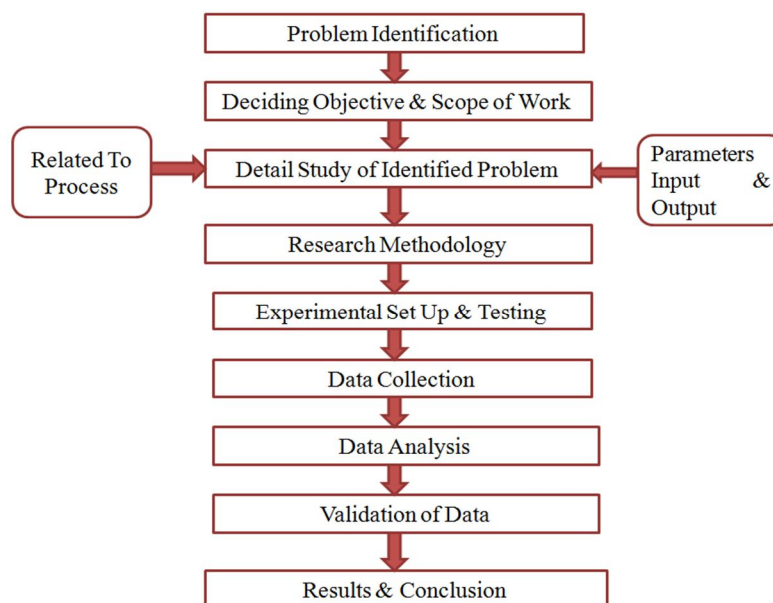 Problem Identification
Deciding Objective & Scope of Work
Related To
Process
Detail Study of Identified Problem
Parameters
Input &
Output
Research Methodology
Experimental Set Up & Testing
Data Collection
Data Analysis
Validation of Data
Results & Conclusion